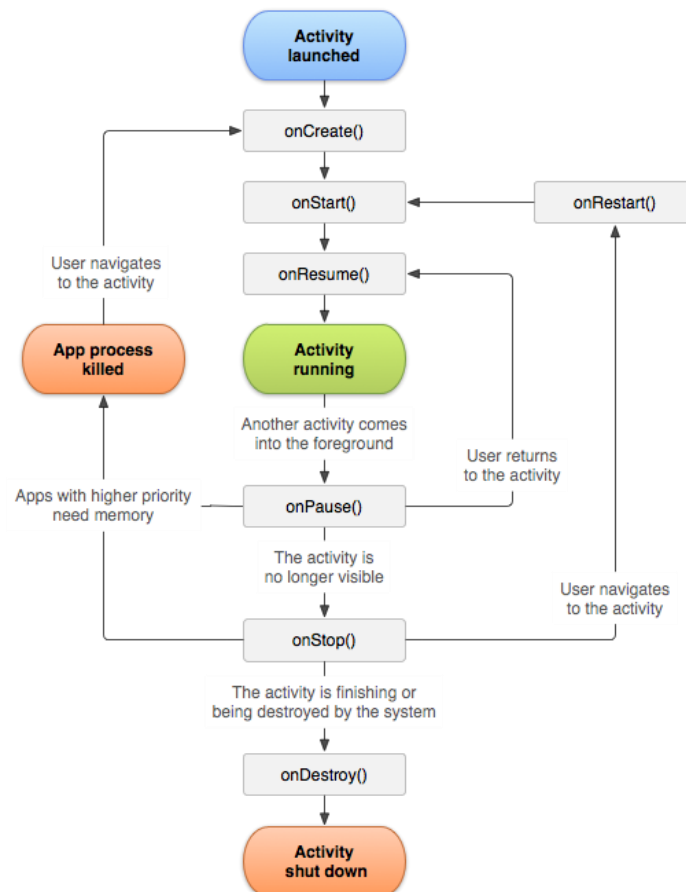 Activity
launched
onCreate()
onStart()
onRestart()
User navigates
to the activity
onResume()
App process
killed
Activity
running
Another activity comes
into the foreground
User returns
to the activity
Apps with higher priority
need memory
onPause()
The activity is
no longer visible
User navigates
to the activity
onStop()
The activity is finishing or
being destroyed by the system
onDestroy()
Activity
shut down